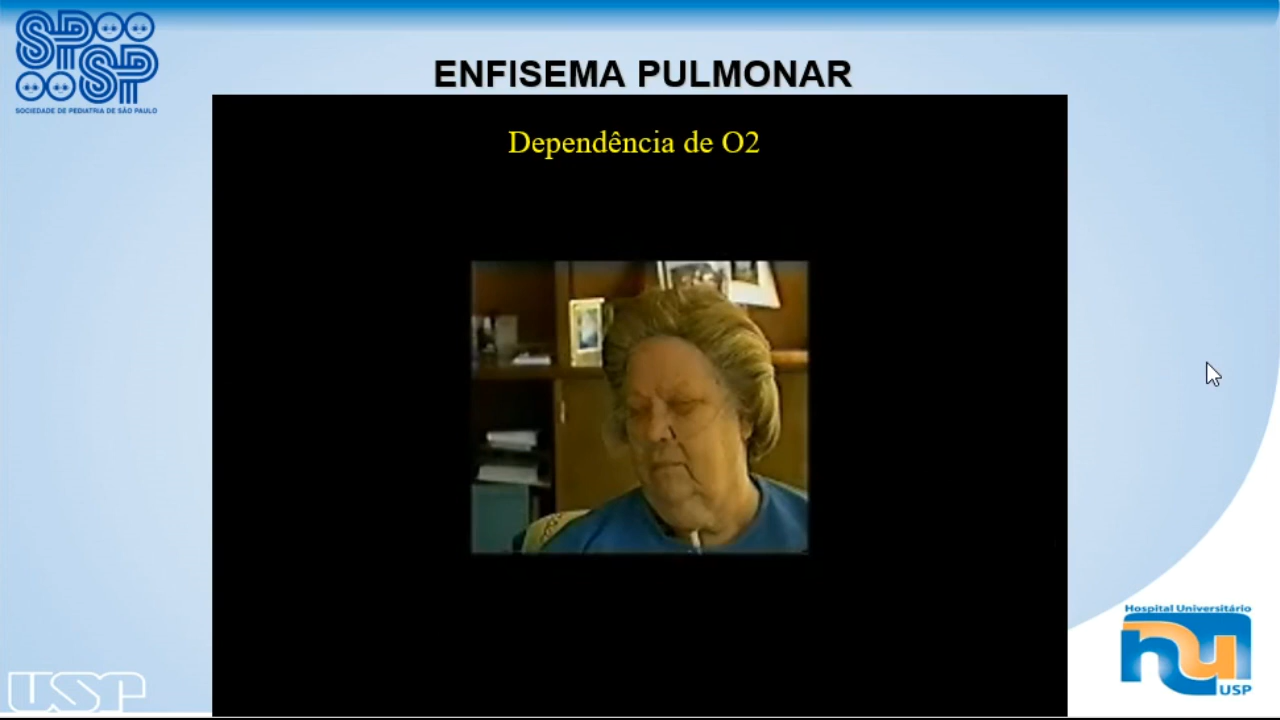 SPSP
SOCIEDADE DE PEDIATRIA DE SÃO PAULO
ENFISEMA PULMONAR
Dependência de O2
Hospital Universitário
hu
USP
USP